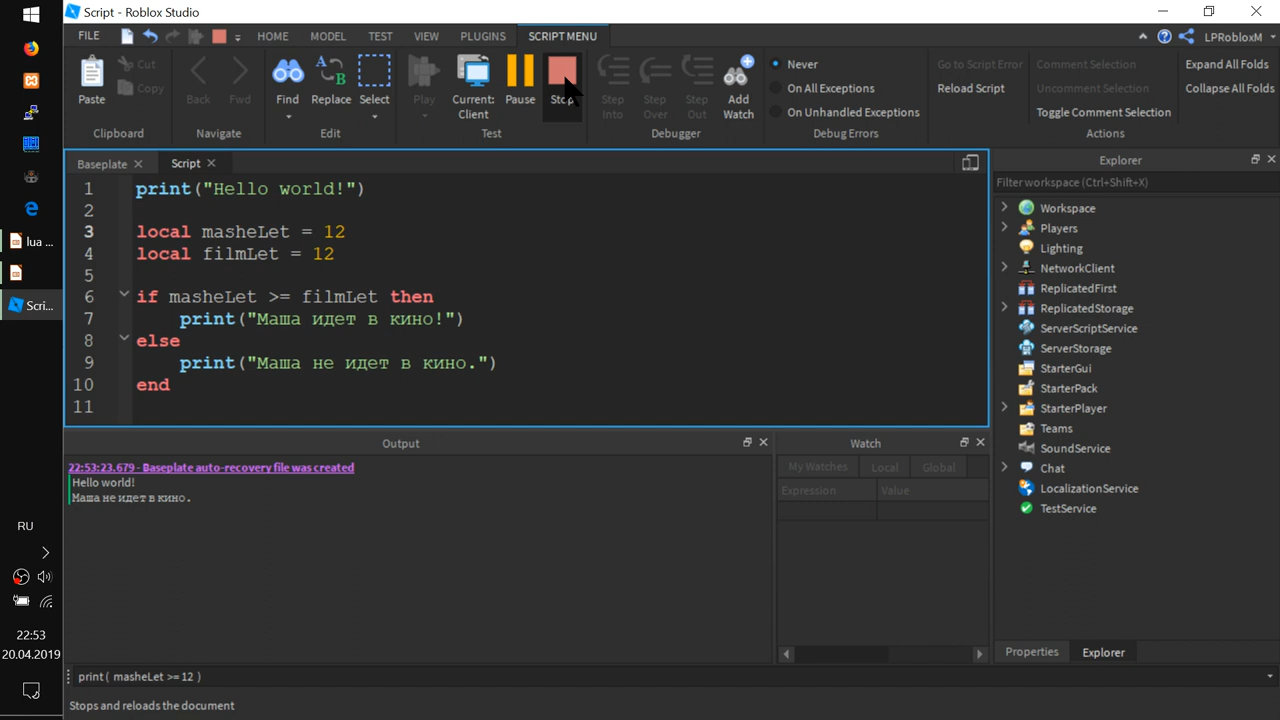 Script - Roblox Studio
FILE HOME MODEL TEST VIEW PLUGINS SCRIPT MENU LPRobloxM
Paste Cut Copy Back Fwd Find Replace Select Play Current: Client Pause Stop Step Into Step Over Step Out Add Watch
Never
On All Exceptions
On Unhandled Exceptions
Go to Script Error
Reload Script
Comment Selection
Uncomment Selection
Toggle Comment Selection
Expand All Folds
Collapse All Folds
Clipboard Navigate Edit Test Debugger Debug Errors Actions
Baseplate Script
1 print("Hello world!")
2
3 local masheLet = 12
4 local filmLet = 12
5
6 if masheLet >= filmLet then
7 print("Маша идет в кино!")
8 else
9 print("Маша не идет в кино.")
10 end
11
Explorer
Filter workspace (Ctrl+Shift+X)
Workspace
Players
Lighting
NetworkClient
ReplicatedFirst
ReplicatedStorage
ServerScriptService
ServerStorage
StarterGui
StarterPack
StarterPlayer
Teams
SoundService
Chat
LocalizationService
TestService
Properties Explorer
Output
22:53:23.679 - Baseplate auto-recovery file was created
Hello world!
Маша не идет в кино.
Watch
My Watches Local Global
Expression Value
print( masheLet >= 12 )
Stops and reloads the document
lua ...
Scri...
RU
22:53
20.04.2019